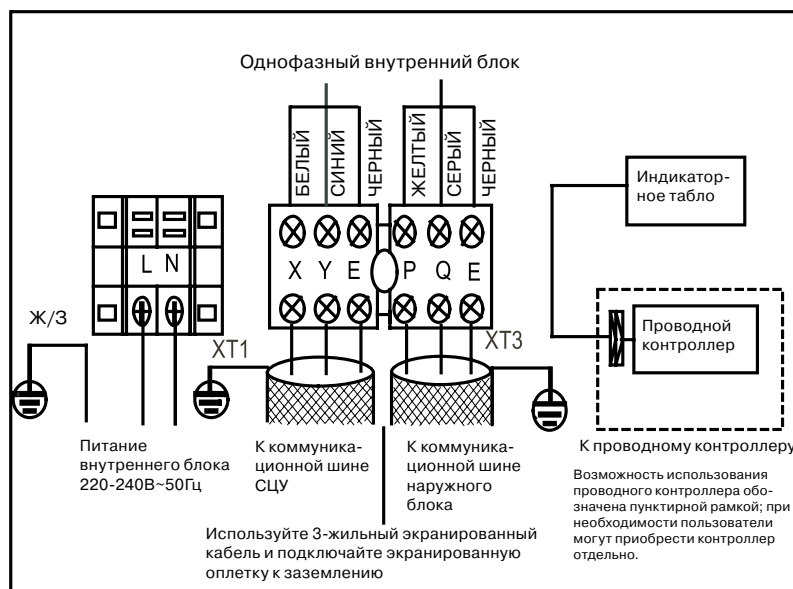 Однофазный внутренний блок
БЕЛЫЙ
СИНИЙ
ЧЕРНЫЙ
ЖЕЛТЫЙ
СЕРЫЙ
ЧЕРНЫЙ
L N
X Y E P Q E
Ж/З
XT1
XT3
Индикатор-
ное табло
Проводной
контроллер
Питание
внутреннего блока
220-240В~50Гц
К коммуника-
ционной шине
СЦУ
К коммуника-
ционной шине
наружного
блока
Используйте 3-жильный экранированный
кабель и подключайте экранированную
оплетку к заземлению
К проводному контроллеру
Возможность использования
проводного контроллера обо-
значена пунктирной рамкой; при
необходимости пользователи
могут приобрести контроллер
отдельно.